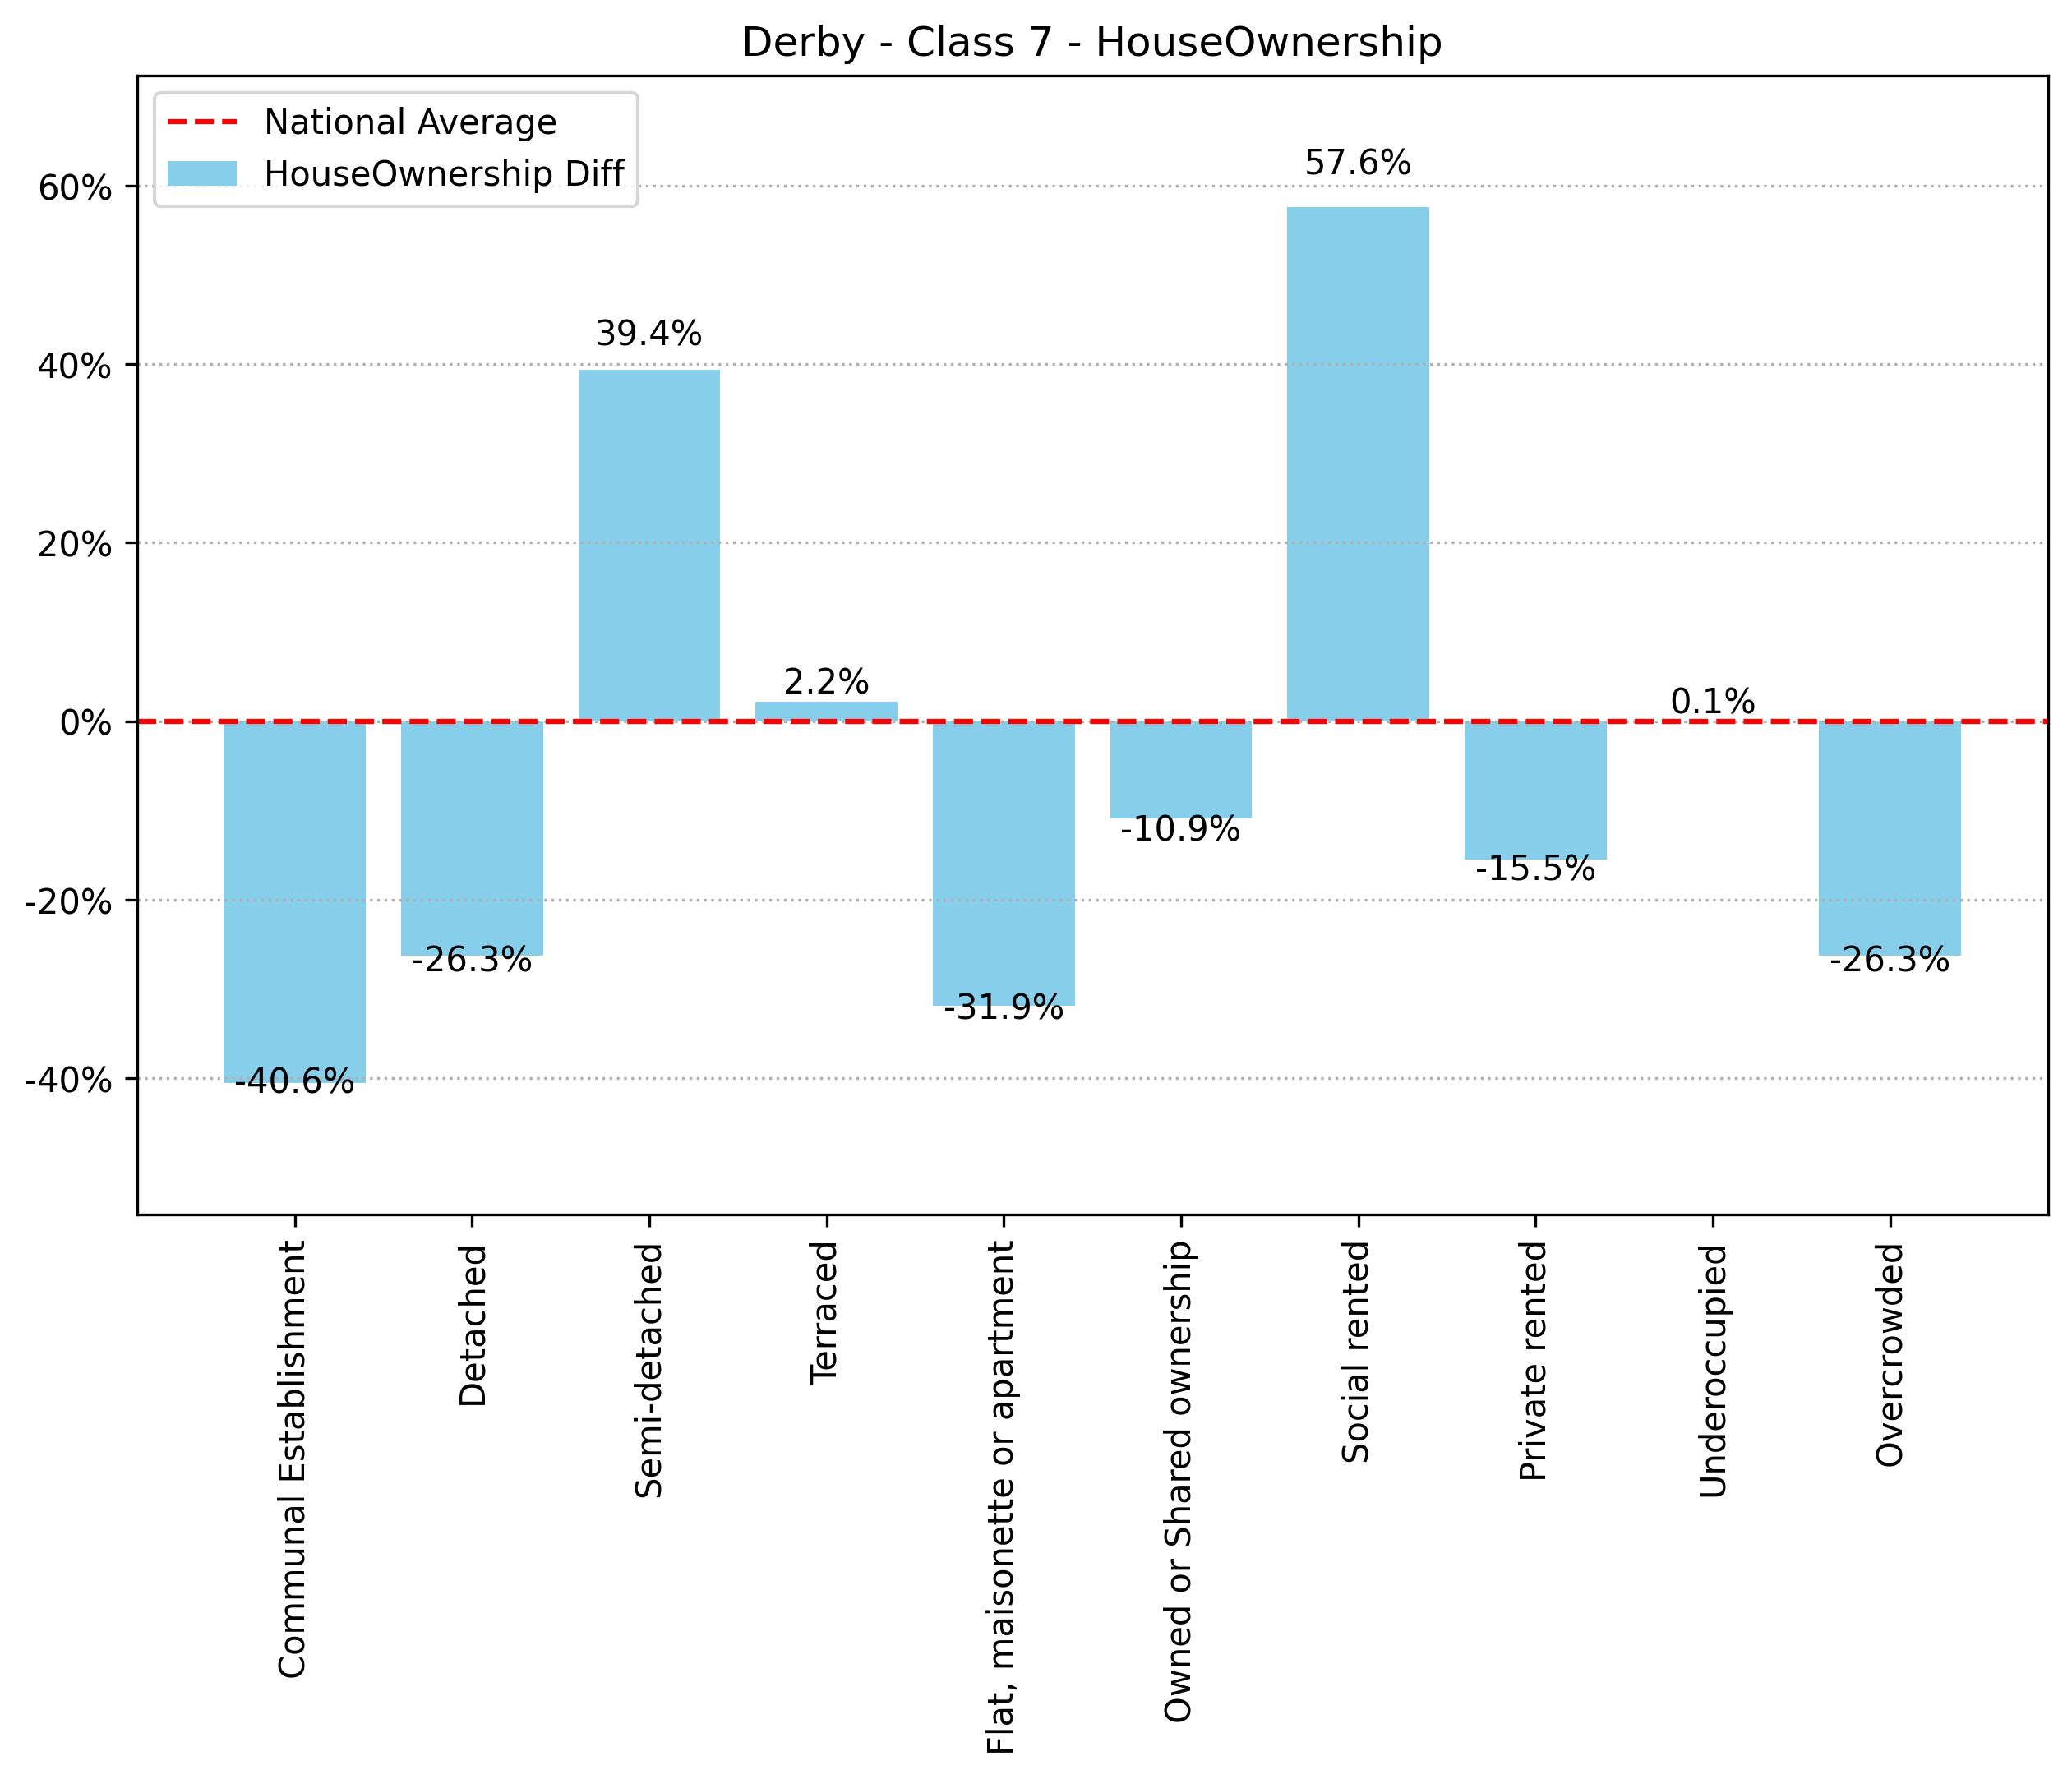 Derby - Class 7 - HouseOwnership
National Average
HouseOwnership Diff
60%
40%
20%
0%
-20%
-40%
-40.6%
-26.3%
39.4%
2.2%
-31.9%
-10.9%
57.6%
-15.5%
0.1%
-26.3%
Communal Establishment
Detached
Semi-detached
Terraced
Flat, maisonette or apartment
Owned or Shared ownership
Social rented
Private rented
Underoccupied
Overcrowded